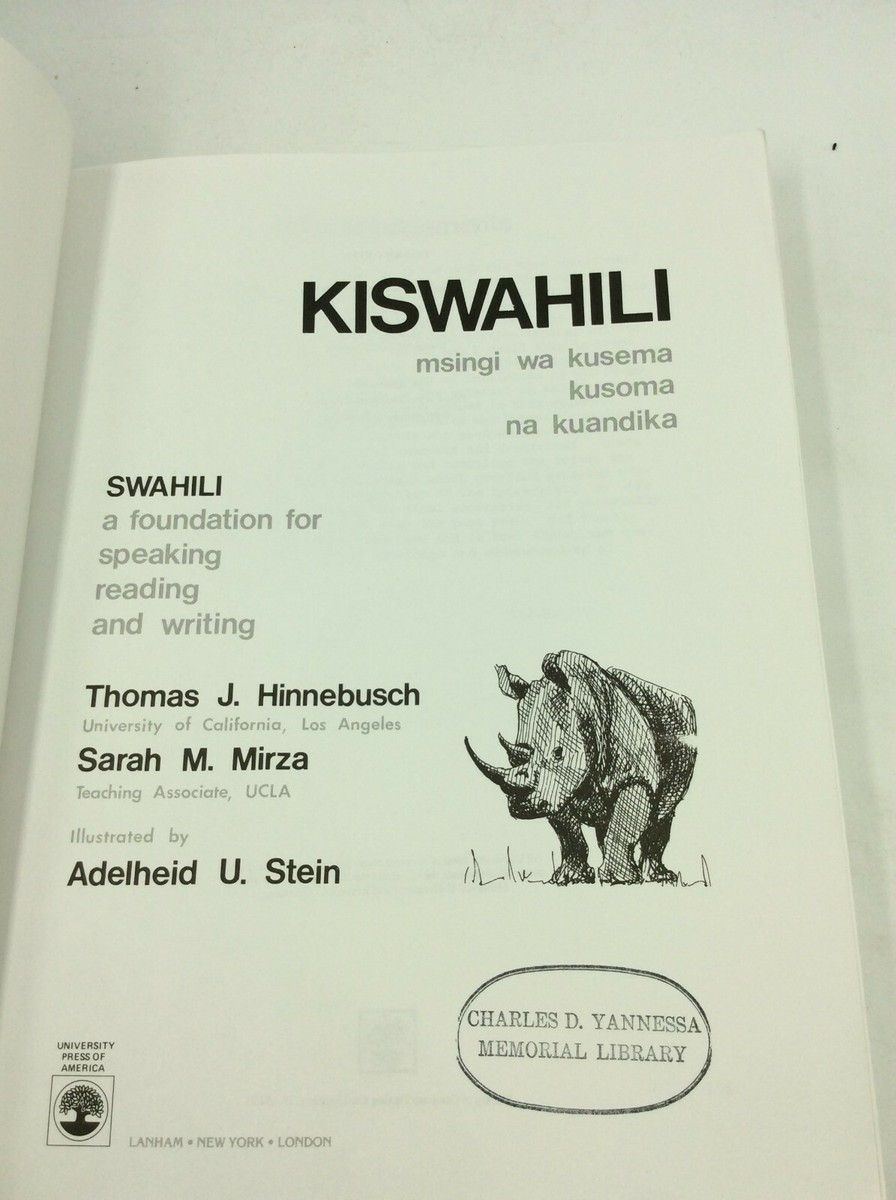 KISWAHILI
msingi wa kusema
kusoma
na kuandika
SWAHILI
a foundation for
speaking
reading
and writing
Thomas J. Hinnebusch
University of California, Los Angeles
Sarah M. Mirza
Teaching Associate, UCLA
Illustrated by
Adelheid U. Stein
CHARLES D. YANNESSA
MEMORIAL LIBRARY
UNIVERSITY
PRESS OF
AMERICA
LANHAM • NEW YORK • LONDON